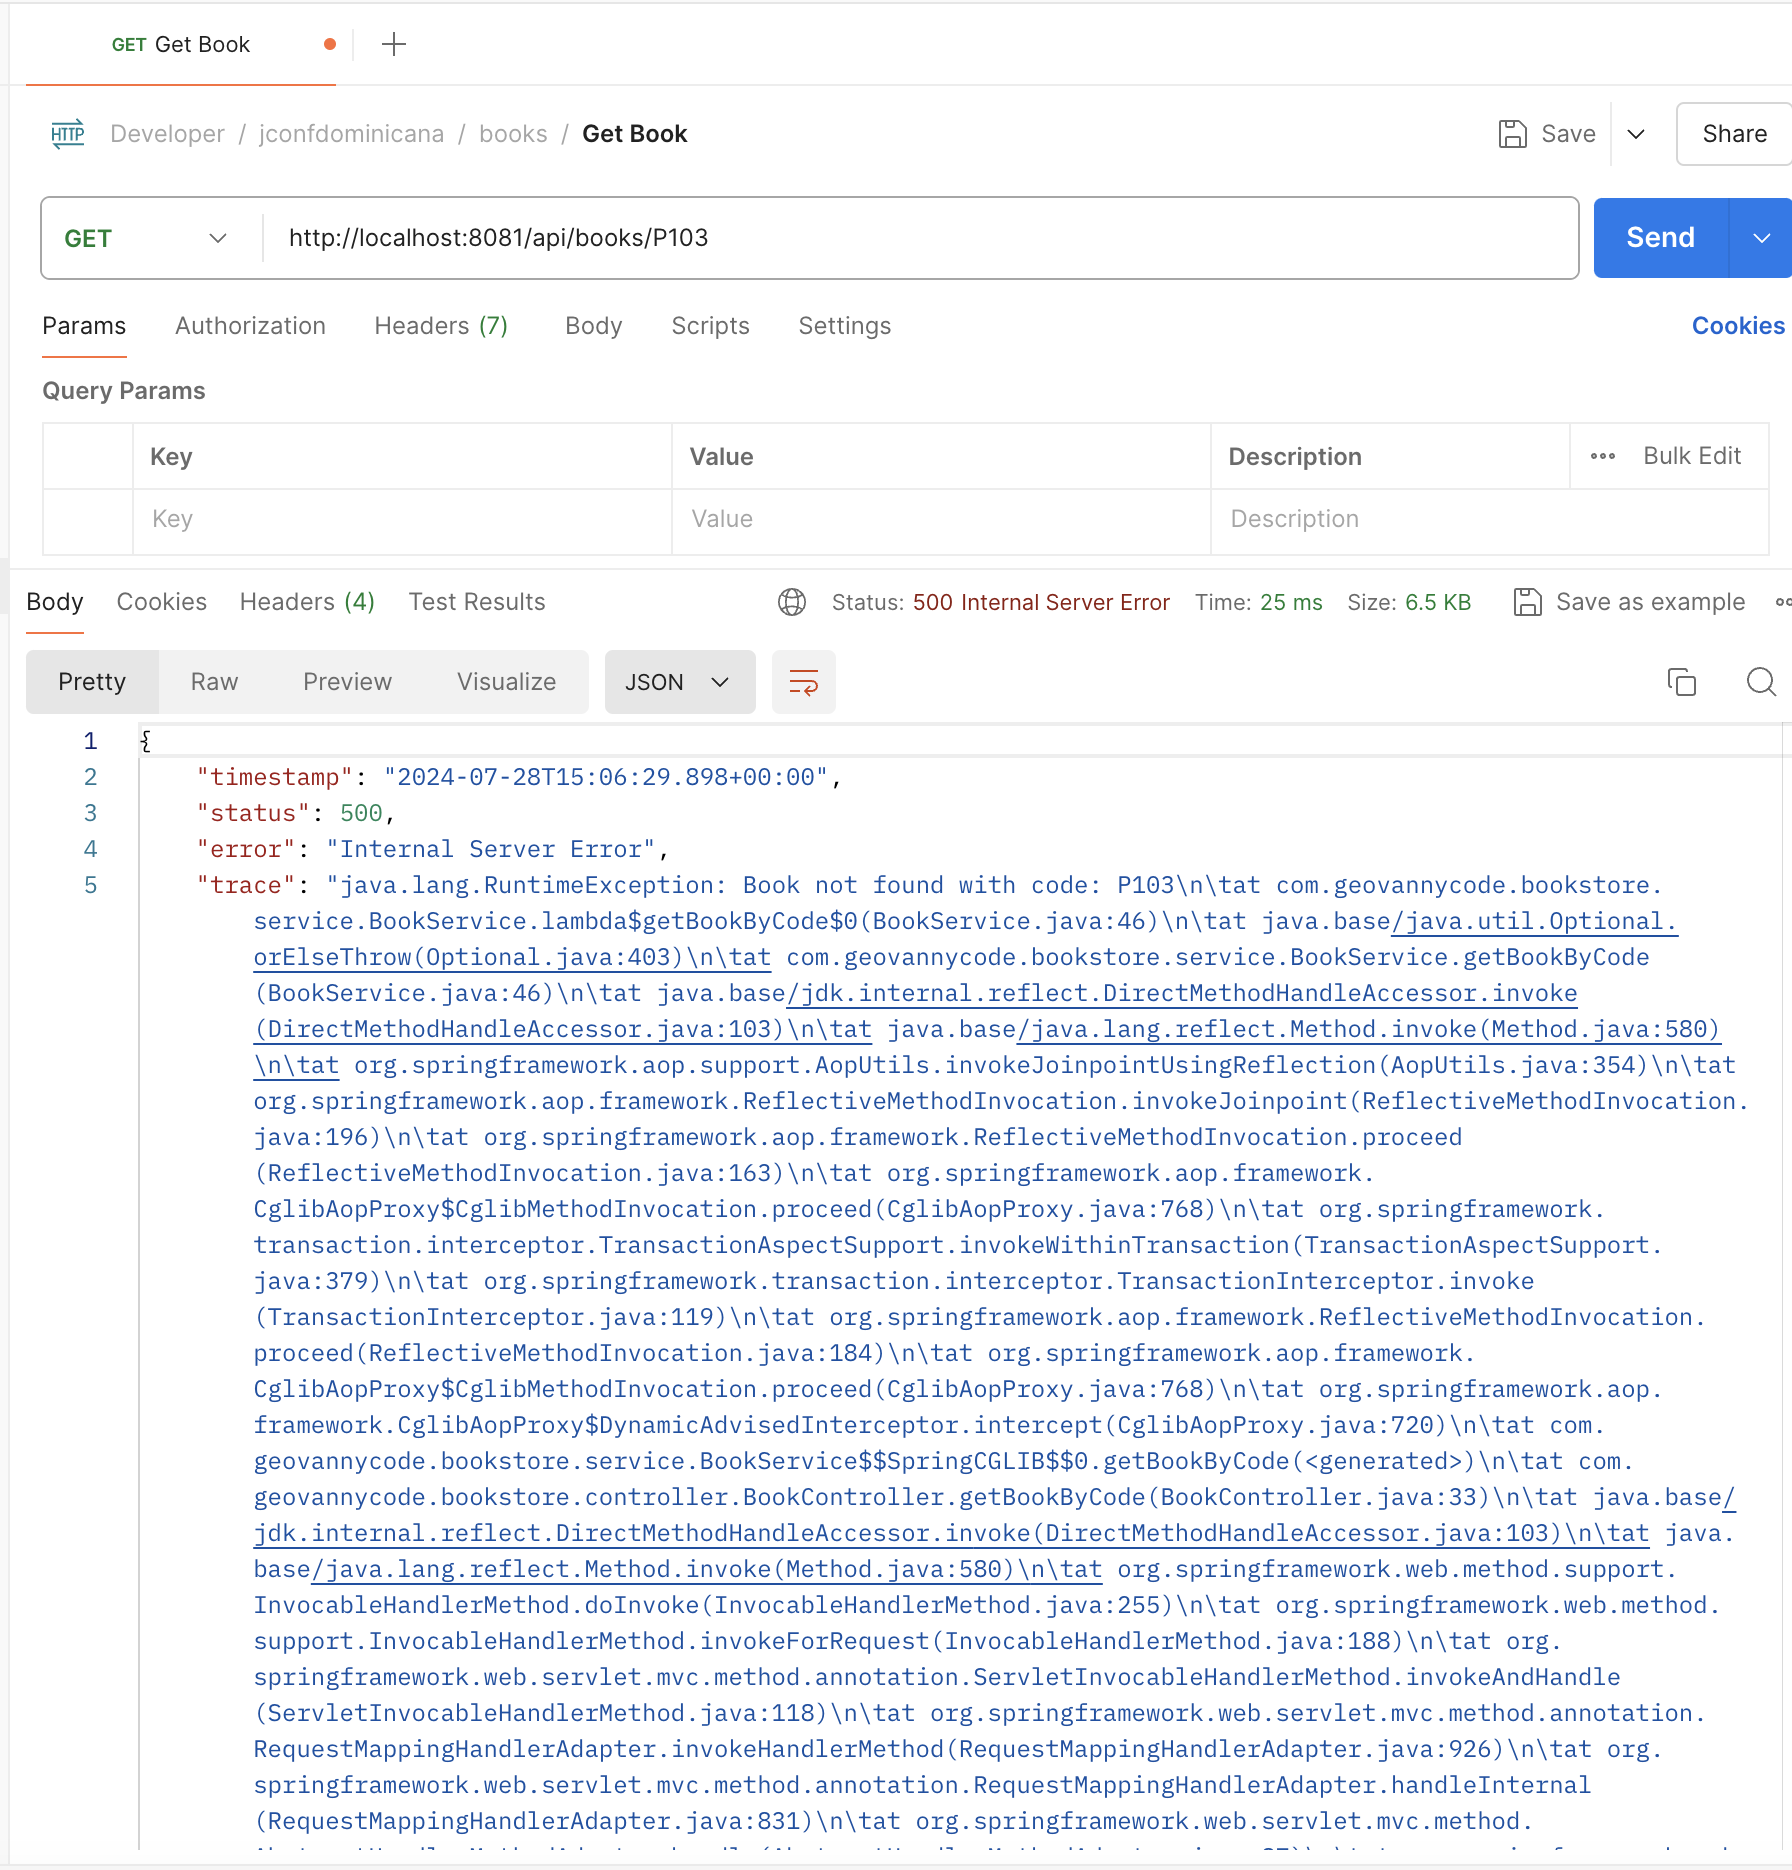 GET Get Book
HTTP Developer / jconfdominicana / books / Get Book Save Share
GET http://localhost:8081/api/books/P103 Send
Params Authorization Headers (7) Body Scripts Settings Cookies
Query Params
Key Value Description Bulk Edit
Key Value Description
Body Cookies Headers (4) Test Results Status: 500 Internal Server Error Time: 25 ms Size: 6.5 KB Save as example
Pretty Raw Preview Visualize JSON
1 {
2 "timestamp": "2024-07-28T15:06:29.898+00:00",
3 "status": 500,
4 "error": "Internal Server Error",
5 "trace": "java.lang.RuntimeException: Book not found with code: P103\n\tat com.geovannycode.bookstore.
service.BookService.lambda$getBookByCode$0(BookService.java:46)\n\tat java.base/java.util.Optional.
orElseThrow(Optional.java:403)\n\tat com.geovannycode.bookstore.service.BookService.getBookByCode
(BookService.java:46)\n\tat java.base/jdk.internal.reflect.DirectMethodHandleAccessor.invoke
(DirectMethodHandleAccessor.java:103)\n\tat java.base/java.lang.reflect.Method.invoke(Method.java:580)
\n\tat org.springframework.aop.support.AopUtils.invokeJoinpointUsingReflection(AopUtils.java:354)\n\tat
org.springframework.aop.framework.ReflectiveMethodInvocation.invokeJoinpoint(ReflectiveMethodInvocation.
java:196)\n\tat org.springframework.aop.framework.ReflectiveMethodInvocation.proceed
(ReflectiveMethodInvocation.java:163)\n\tat org.springframework.aop.framework.
CglibAopProxy$CglibMethodInvocation.proceed(CglibAopProxy.java:768)\n\tat org.springframework.
transaction.interceptor.TransactionAspectSupport.invokeWithinTransaction(TransactionAspectSupport.
java:379)\n\tat org.springframework.transaction.interceptor.TransactionInterceptor.invoke
(TransactionInterceptor.java:119)\n\tat org.springframework.aop.framework.ReflectiveMethodInvocation.
proceed(ReflectiveMethodInvocation.java:184)\n\tat org.springframework.aop.framework.
CglibAopProxy$CglibMethodInvocation.proceed(CglibAopProxy.java:768)\n\tat org.springframework.aop.
framework.CglibAopProxy$DynamicAdvisedInterceptor.intercept(CglibAopProxy.java:720)\n\tat com.
geovannycode.bookstore.service.BookService$$SpringCGLIB$$0.getBookByCode(<generated>)\n\tat com.
geovannycode.bookstore.controller.BookController.getBookByCode(BookController.java:33)\n\tat java.base/
jdk.internal.reflect.DirectMethodHandleAccessor.invoke(DirectMethodHandleAccessor.java:103)\n\tat java.
base/java.lang.reflect.Method.invoke(Method.java:580)\n\tat org.springframework.web.method.support.
InvocableHandlerMethod.doInvoke(InvocableHandlerMethod.java:255)\n\tat org.springframework.web.method.
support.InvocableHandlerMethod.invokeForRequest(InvocableHandlerMethod.java:188)\n\tat org.
springframework.web.servlet.mvc.method.annotation.ServletInvocableHandlerMethod.invokeAndHandle
(ServletInvocableHandlerMethod.java:118)\n\tat org.springframework.web.servlet.mvc.method.annotation.
RequestMappingHandlerAdapter.invokeHandlerMethod(RequestMappingHandlerAdapter.java:926)\n\tat org.
springframework.web.servlet.mvc.method.annotation.RequestMappingHandlerAdapter.handleInternal
(RequestMappingHandlerAdapter.java:831)\n\tat org.springframework.web.servlet.mvc.method.